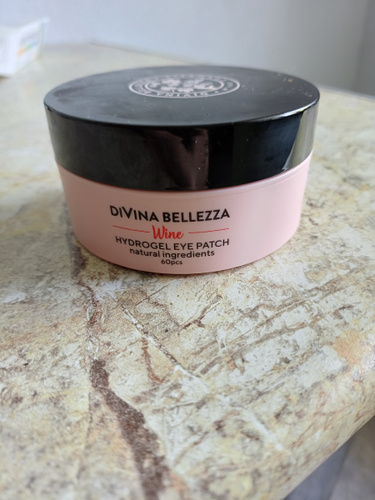 DIVINA BELLEZZA
Wine
HYDROGEL EYE PATCH
natural ingredients
60pcs